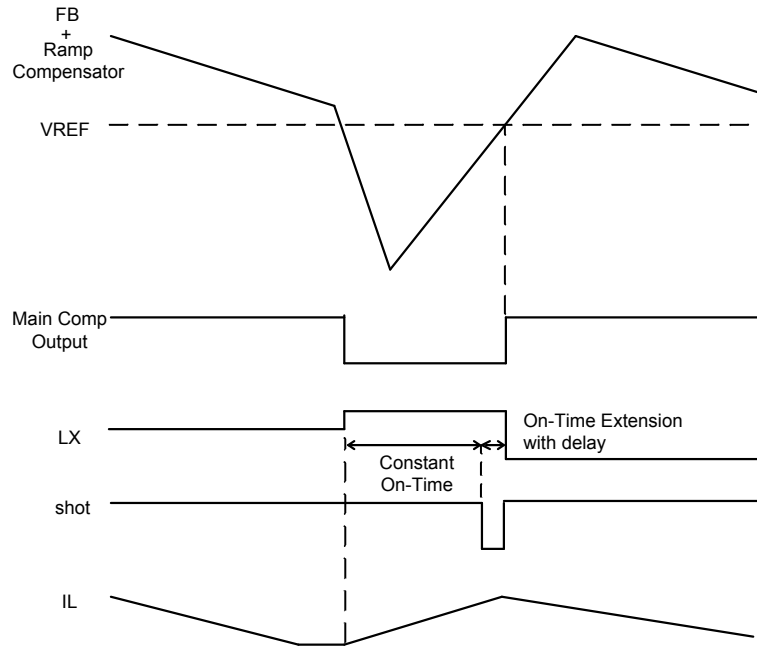 FB
+
Ramp
Compensator
VREF
Main Comp
Output
LX
On-Time Extension
with delay
Constant
On-Time
shot
IL